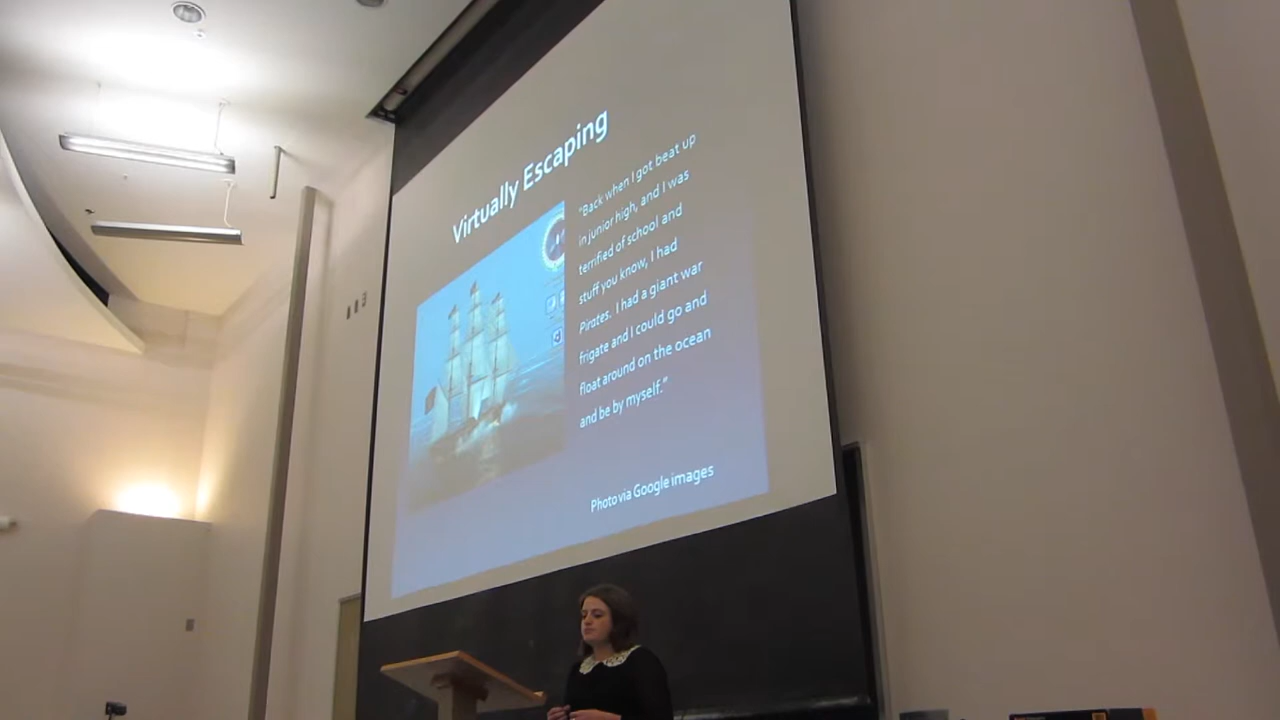 Virtually Escaping
"Back when I got beat up
in junior high, and I was
terrified of school and
stuff you know, I had
Pirates. I had a giant war
frigate and I could go and
float around on the ocean
and be by myself."
Photo via Google images